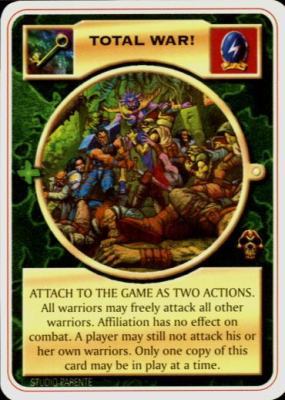 TOTAL WAR!
ATTACH TO THE GAME AS TWO ACTIONS.
All warriors may freely attack all other
warriors. Affiliation has no effect on
combat. A player may still not attack his or
her own warriors. Only one copy of this
card may be in play at a time.
STUDIO PARENTE